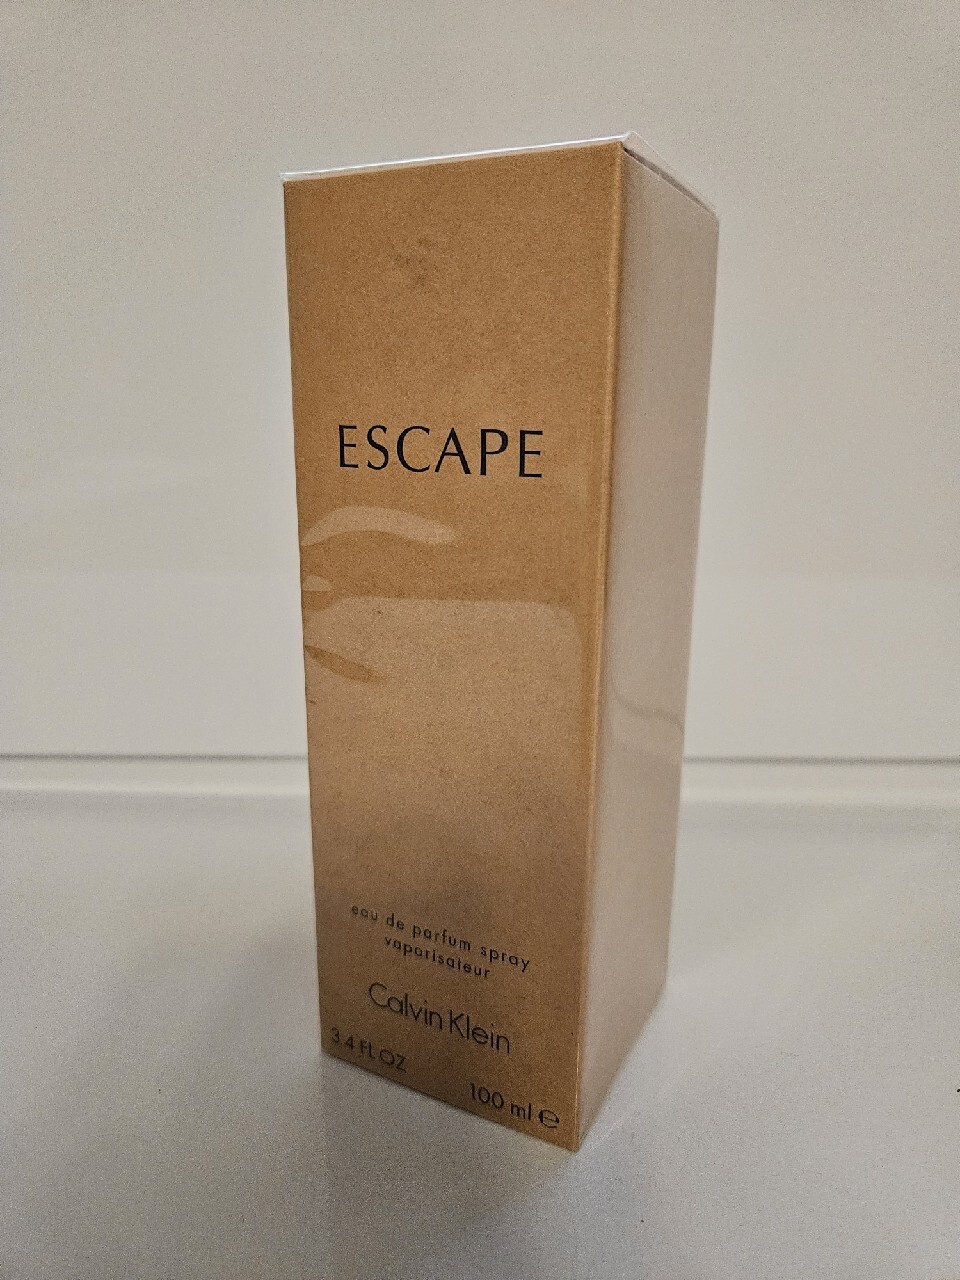 ESCAPE
eau de parfum spray
vaporisateur
Calvin Klein
3.4 FL OZ
100 ml ℮